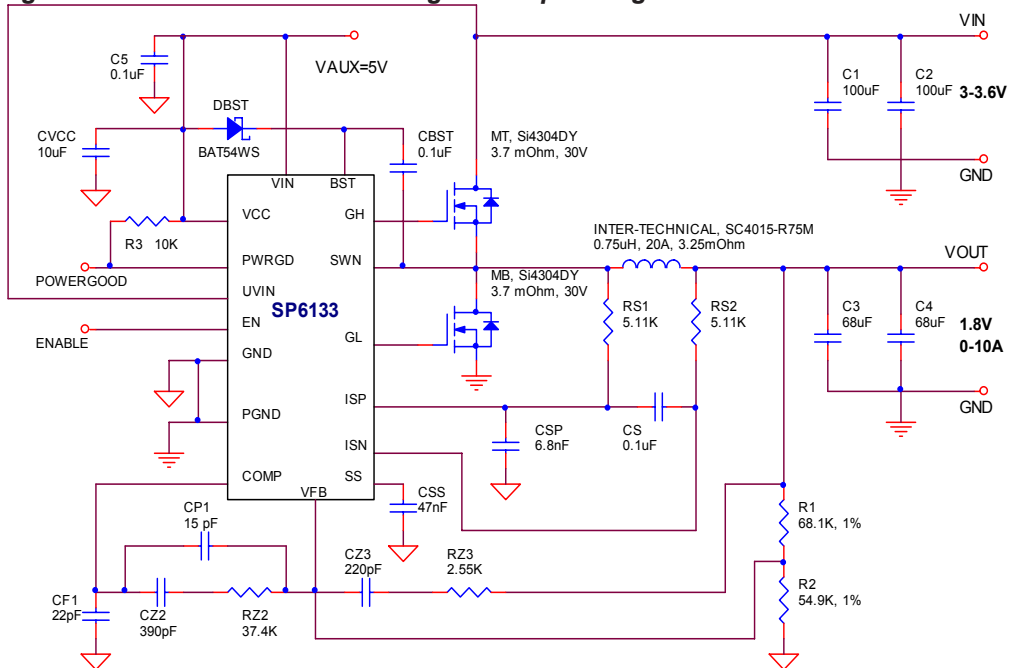 C5
0.1uF
VAUX=5V
VIN
C1
100uF
C2
100uF
3-3.6V
GND
DBST
BAT54WS
CVCC
10uF
CBST
0.1uF
MT, Si4304DY
3.7 mOhm, 30V
VIN
BST
VCC
GH
R3 10K
PWRGD
SWN
POWERGOOD
UVIN
SP6133
EN
ENABLE
GL
GND
PGND
ISP
ISN
COMP
SS
VFB
INTER-TECHNICAL, SC4015-R75M
0.75uH, 20A, 3.25mOhm
MB, Si4304DY
3.7 mOhm, 30V
RS1
5.11K
RS2
5.11K
VOUT
C3
68uF
C4
68uF
1.8V
0-10A
GND
CSP
6.8nF
CS
0.1uF
CSS
47nF
CP1
15 pF
CZ3
220pF
RZ3
2.55K
R1
68.1K, 1%
R2
54.9K, 1%
CF1
22pF
CZ2
390pF
RZ2
37.4K